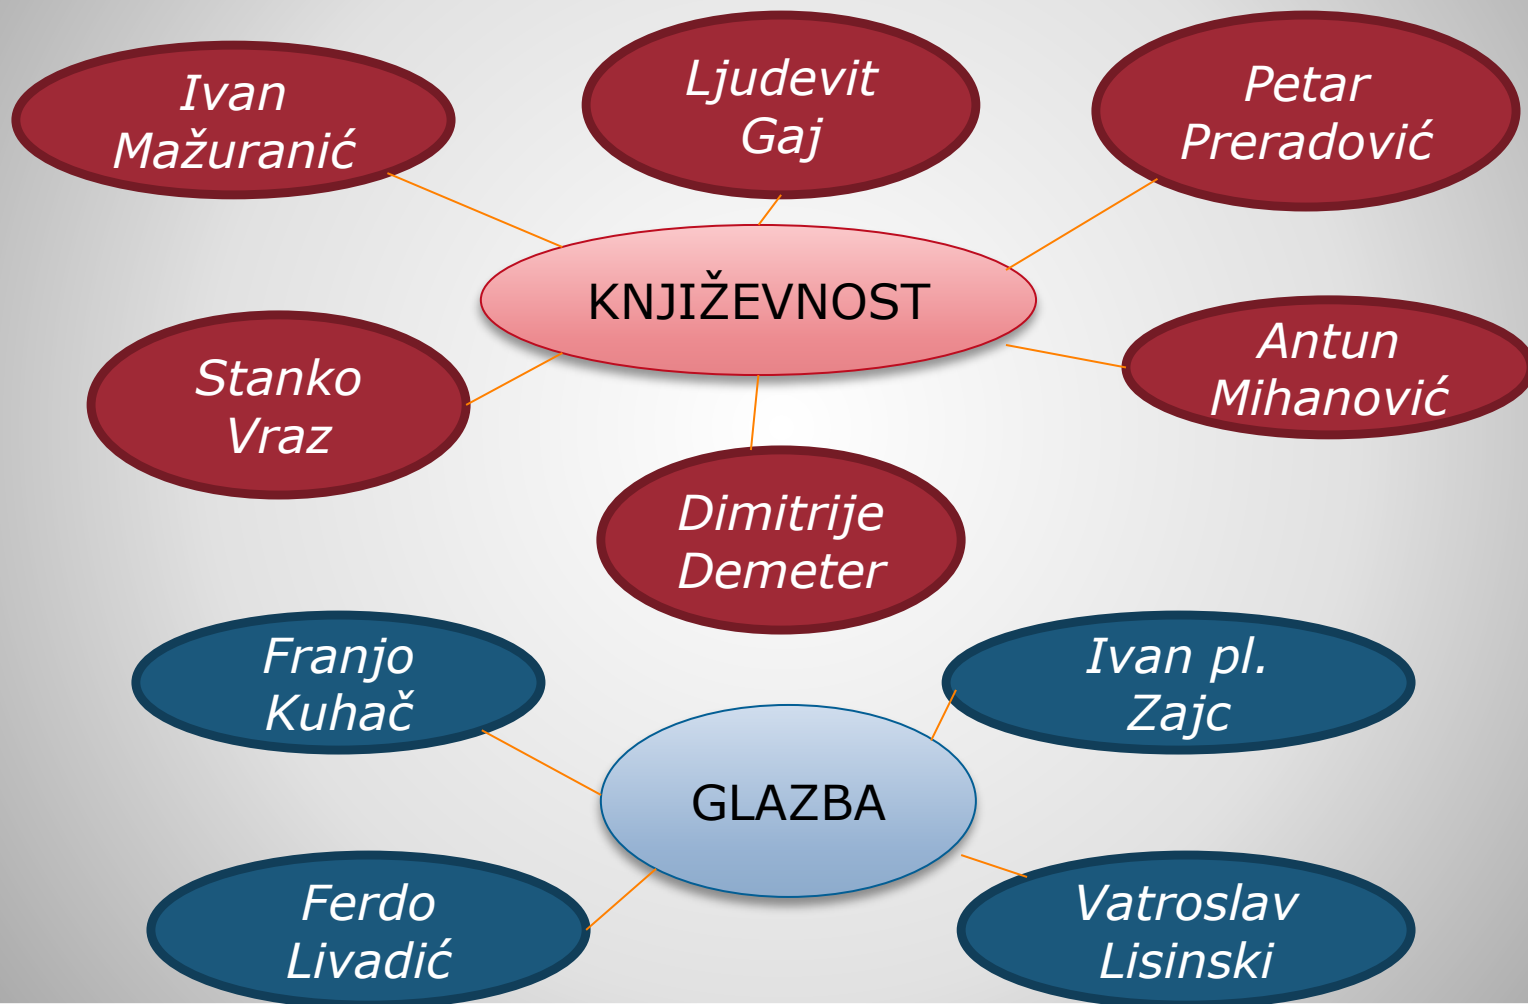 Ivan
Mažuranić
Ljudevit
Gaj
Petar
Preradović
KNJIŽEVNOST
Stanko
Vraz
Antun
Mihanović
Dimitrije
Demeter
Franjo
Kuhač
Ivan pl.
Zajc
GLAZBA
Ferdo
Livadić
Vatroslav
Lisinski